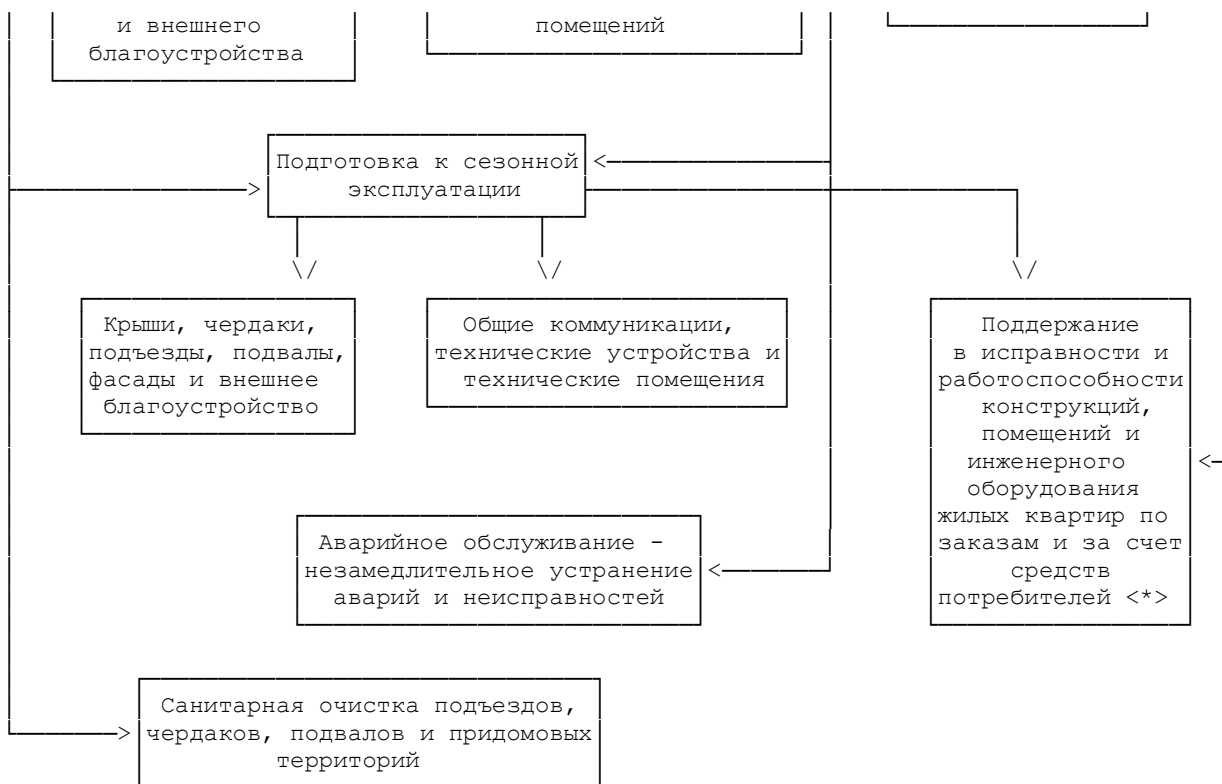 и внешнего
благоустройства
помещений
Подготовка к сезонной
эксплуатации
Крыши, чердаки,
подъезды, подвалы,
фасады и внешнее
благоустройство
Общие коммуникации,
технические устройства и
технические помещения
Поддержание
в исправности и
работоспособности
конструкций,
помещений и
инженерного
оборудования
жилых квартир по
заказам и за счет
средств
потребителей <*>
Аварийное обслуживание -
незамедлительное устранение
аварий и неисправностей
Санитарная очистка подъездов,
чердаков, подвалов и придомовых
территорий